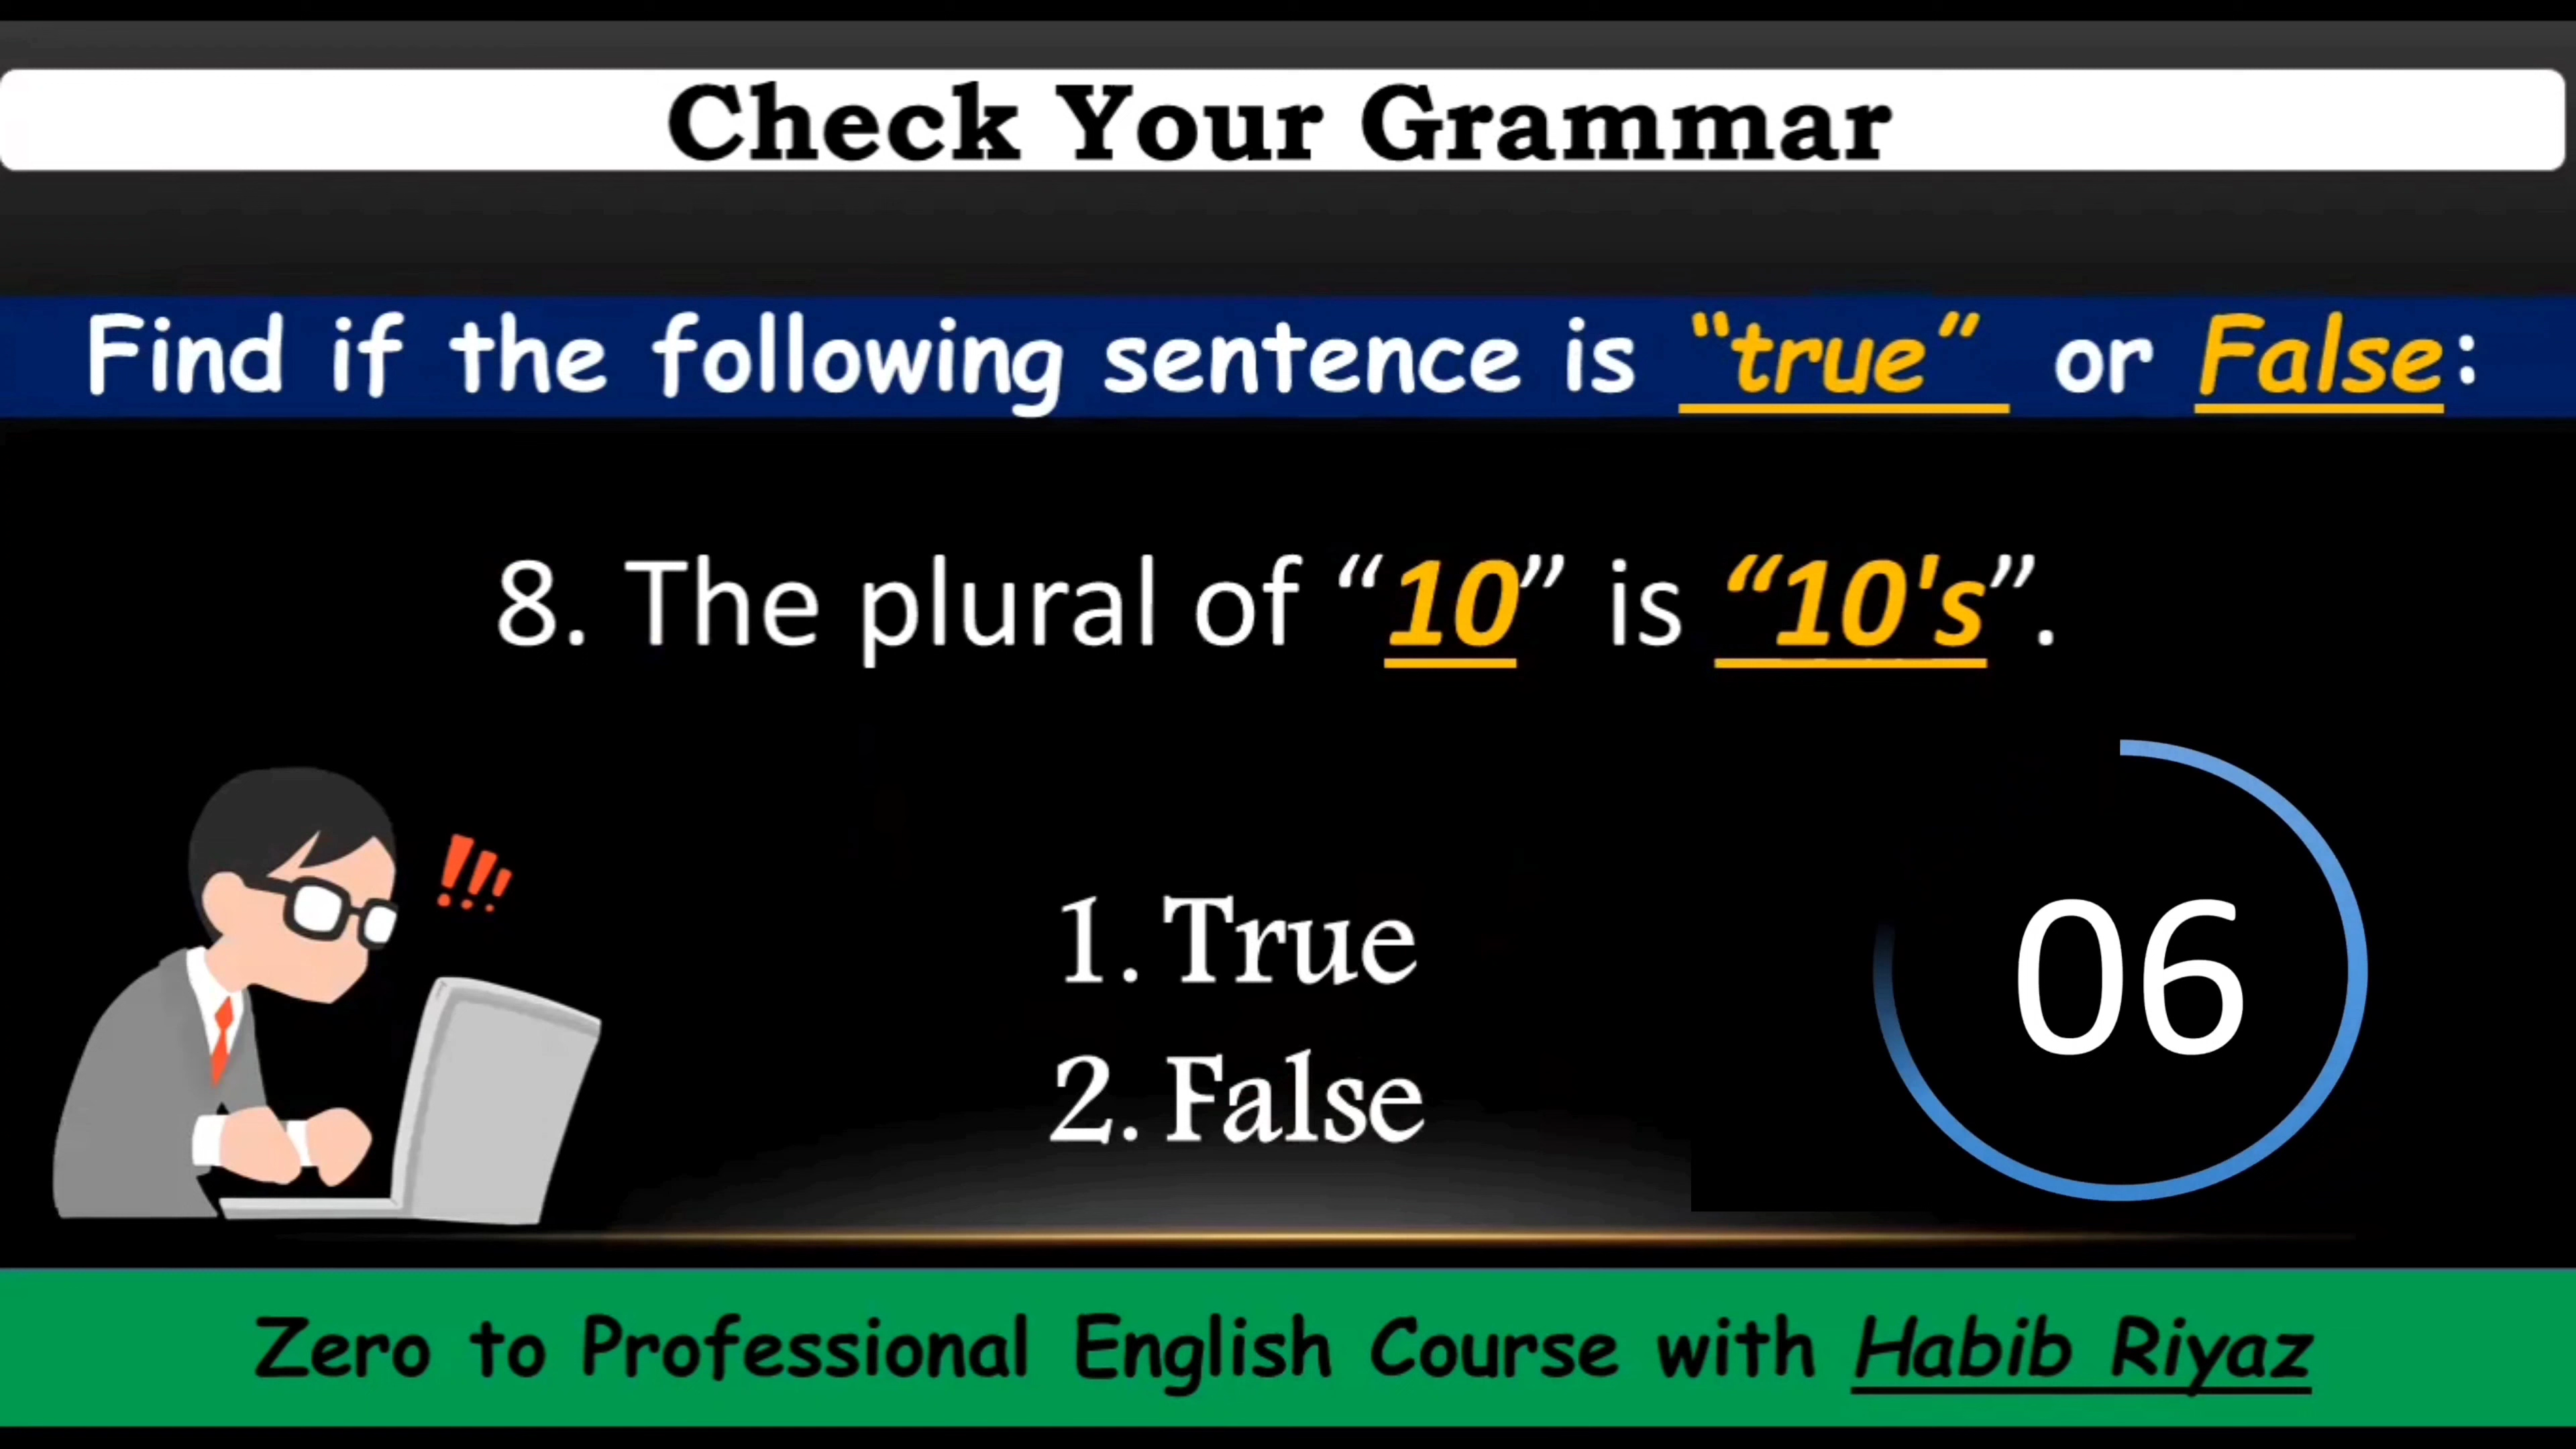 Check Your Grammar
Find if the following sentence is “true” or False:
8. The plural of “10” is “10's”.
!!!
1. True
06
2. False
Zero to Professional English Course with Habib Riyaz